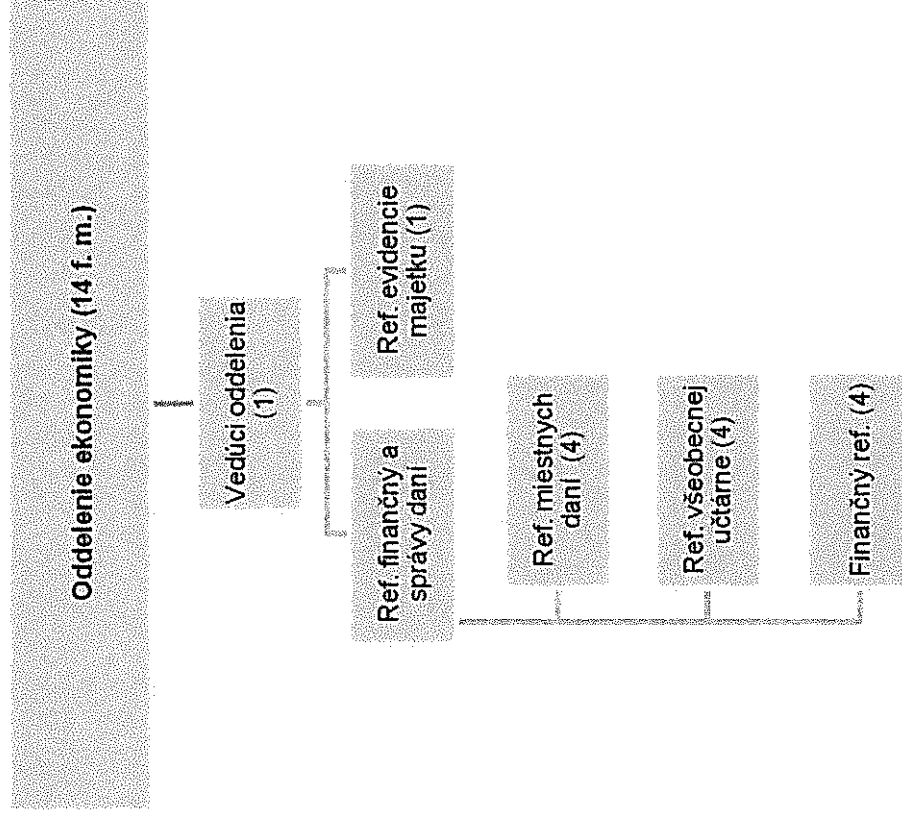 Oddelenie ekonomiky (14 f. m.)
Vedúci oddelenia
(1)
Ref. finančný a
správy daní
Ref. evidencie
majetku (1)
Ref. miestnych
daní (4)
Ref. všeobecnej
učtárne (4)
Finančný ref. (4)